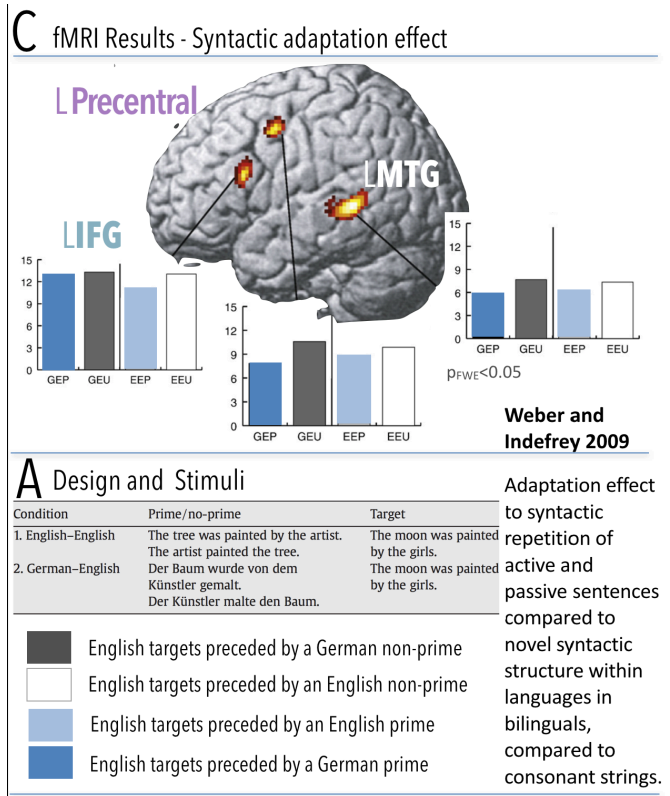 C fMRI Results - Syntactic adaptation effect
L Precentral
LMTG
LIFG
15
12
9
6
3
0
GEP GEU EEP EEU
15
12
9
6
3
0
GEP GEU EEP EEU
15
12
9
6
3
0
GEP GEU EEP EEU
pFWE<0.05
Weber and
Indefrey 2009
A Design and Stimuli
Condition Prime/no-prime Target
1. English–English The tree was painted by the artist. The moon was painted
The artist painted the tree. by the girls.
2. German–English Der Baum wurde von dem The moon was painted
Künstler gemalt. by the girls.
Der Künstler malte den Baum.
English targets preceded by a German non-prime
English targets preceded by an English non-prime
English targets preceded by an English prime
English targets preceded by a German prime
Adaptation effect
to syntactic
repetition of
active and
passive sentences
compared to
novel syntactic
structure within
languages in
bilinguals,
compared to
consonant strings.